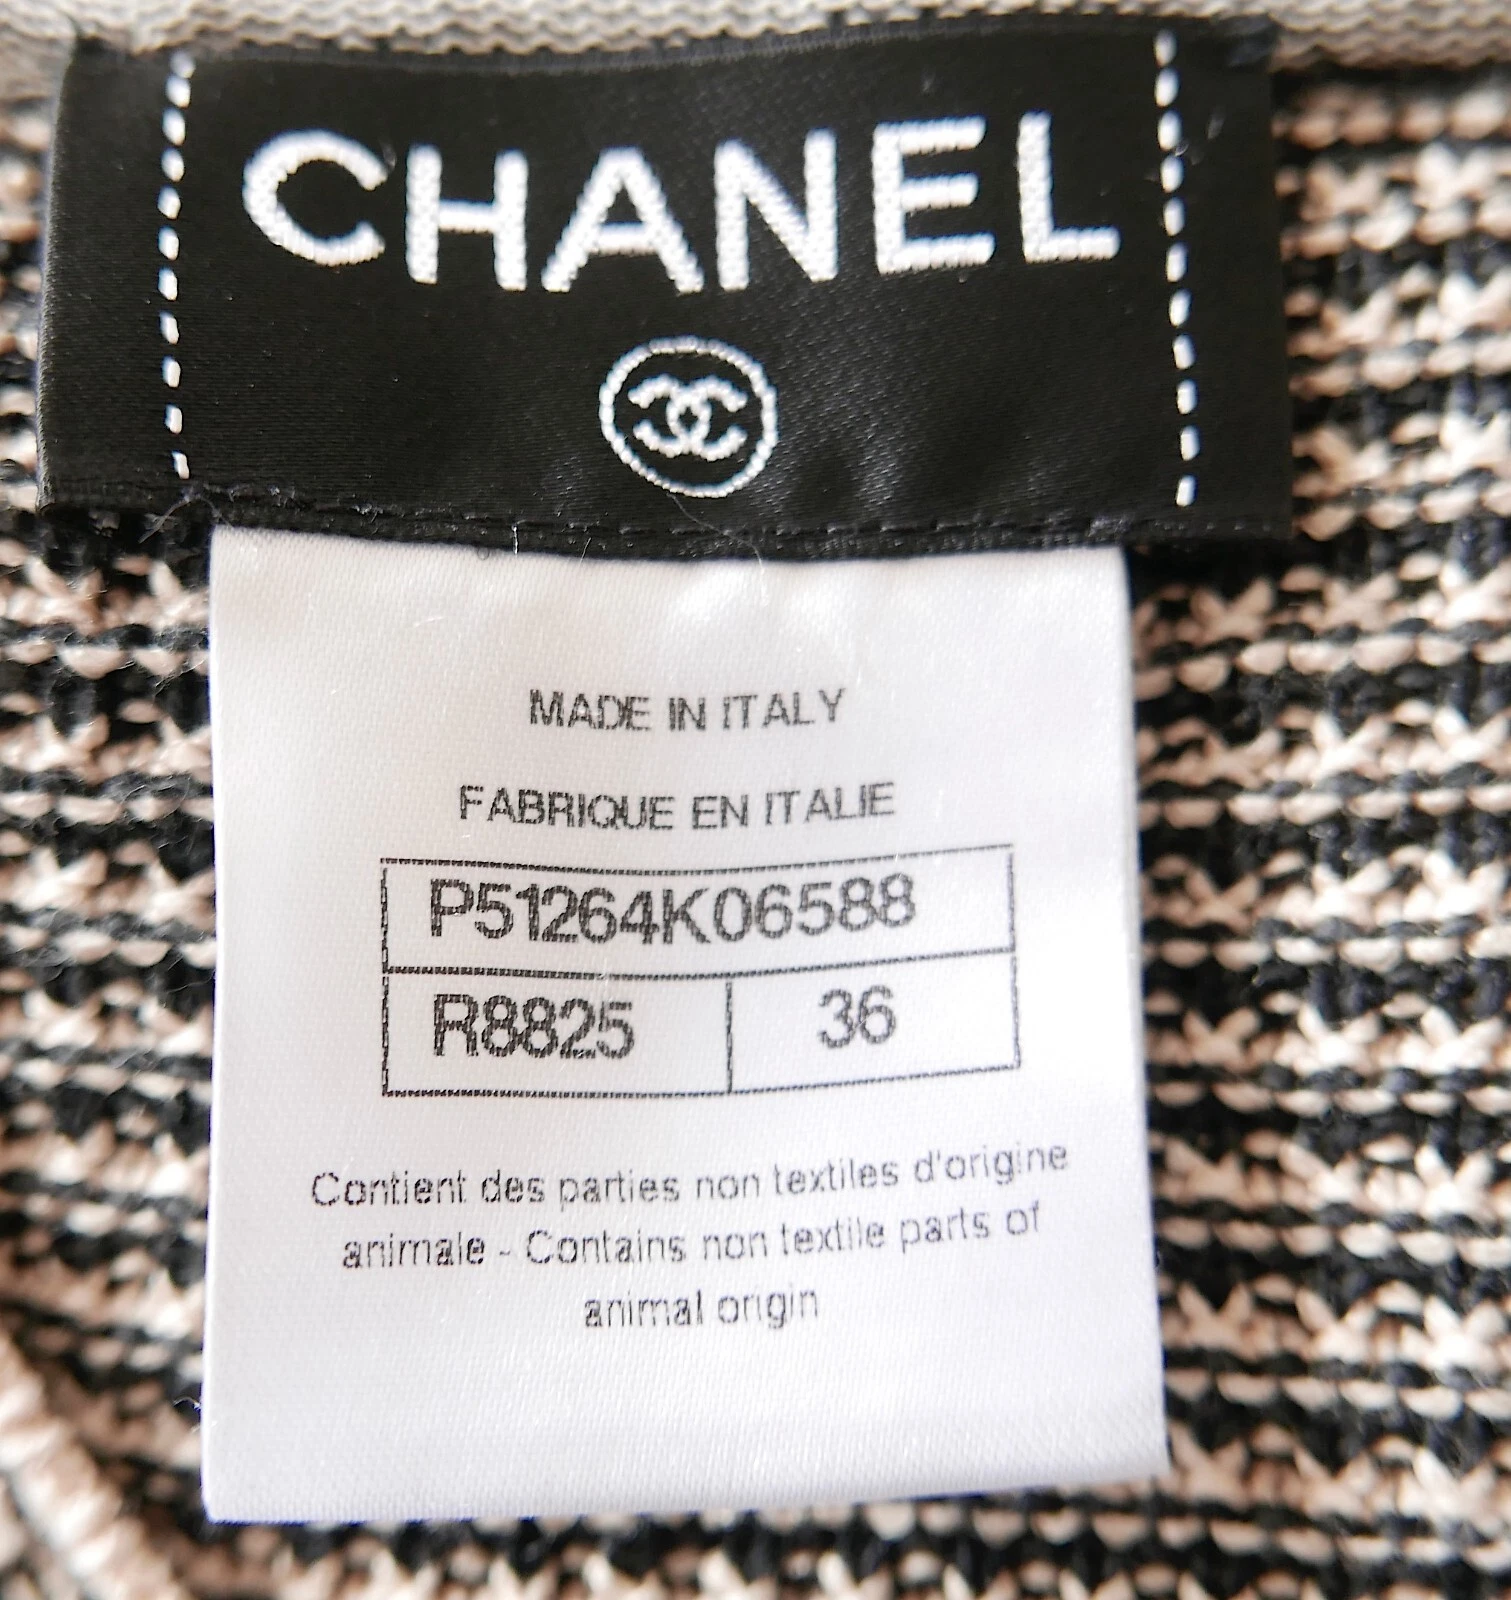 CHANEL
MADE IN ITALY
FABRIQUE EN ITALIE
P51264K06588
R8825 36
Contient des parties non textiles d'origine
animale - Contains non textile parts of
animal origin